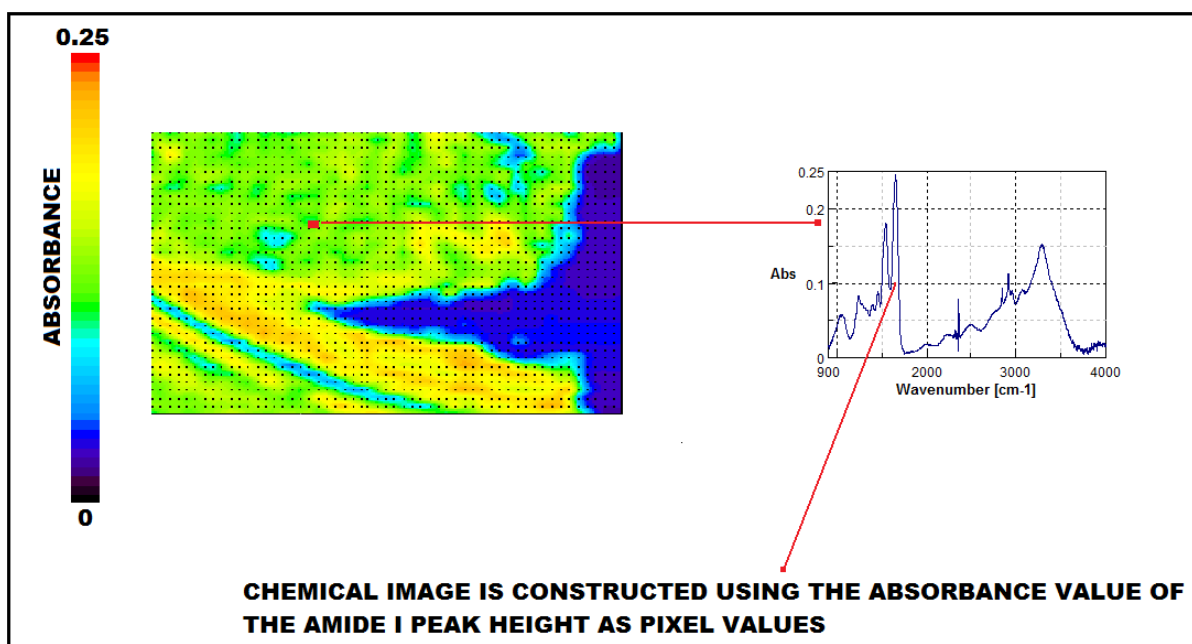 0.25
ABSORBANCE
0
0.25
0.2
Abs
0.1
0
900
2000
3000
4000
Wavenumber [cm-1]
CHEMICAL IMAGE IS CONSTRUCTED USING THE ABSORBANCE VALUE OF
THE AMIDE I PEAK HEIGHT AS PIXEL VALUES